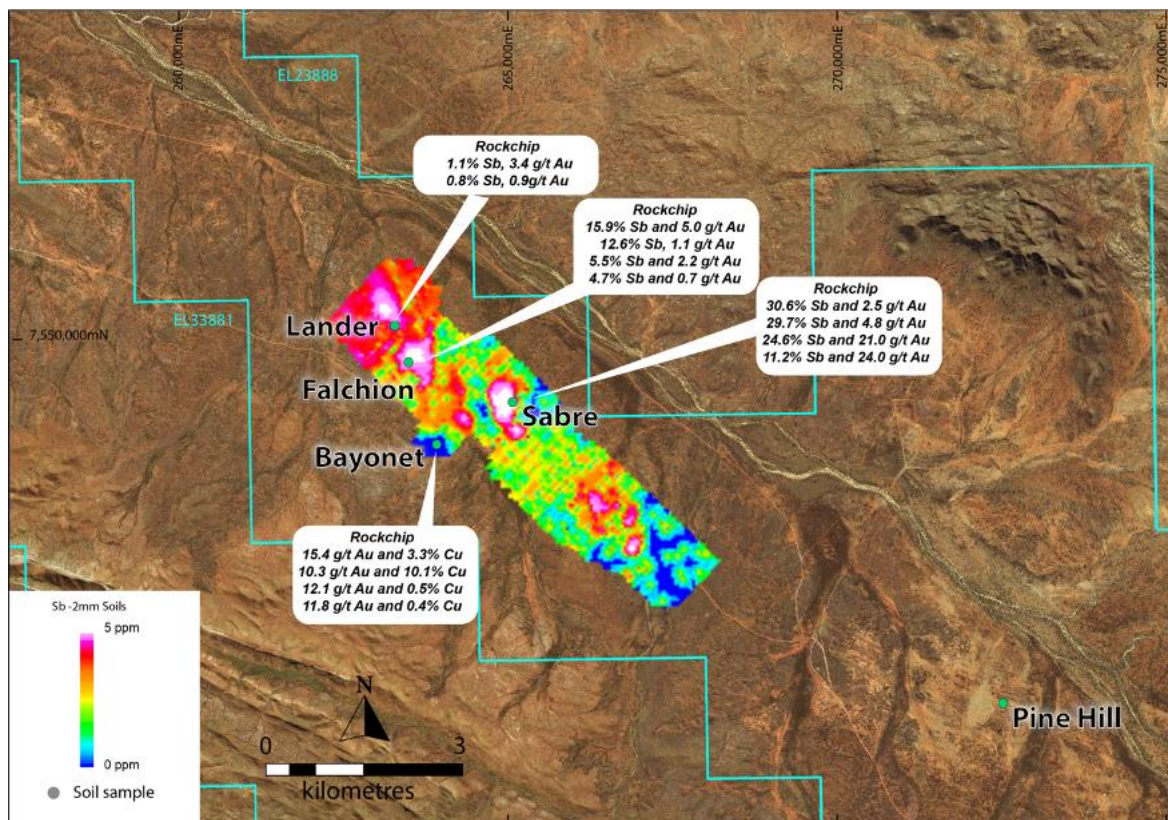 260,000mE
265,000mE
270,000mE
275,000mE
EL23888
Rockchip
1.1% Sb, 3.4 g/t Au
0.8% Sb, 0.9g/t Au
Rockchip
15.9% Sb and 5.0 g/t Au
12.6% Sb, 1.1 g/t Au
5.5% Sb and 2.2 g/t Au
4.7% Sb and 0.7 g/t Au
Rockchip
30.6% Sb and 2.5 g/t Au
29.7% Sb and 4.8 g/t Au
24.6% Sb and 21.0 g/t Au
11.2% Sb and 24.0 g/t Au
EL33881
7,550,000mN
Lander
Falchion
Sabre
Bayonet
Rockchip
15.4 g/t Au and 3.3% Cu
10.3 g/t Au and 10.1% Cu
12.1 g/t Au and 0.5% Cu
11.8 g/t Au and 0.4% Cu
Sb -2mm Soils
5 ppm
0 ppm
Soil sample
N
0 3
kilometres
Pine Hill